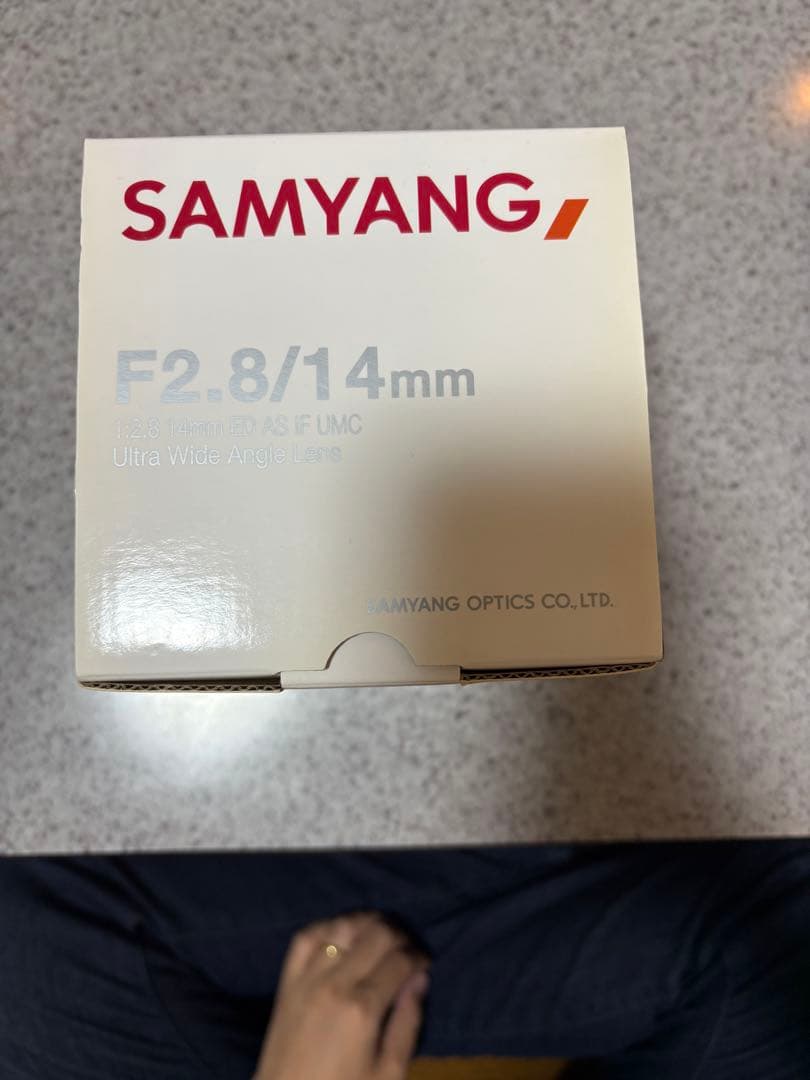 SAMYANG
F2.8/14mm
1:2.8 14mm ED AS IF UMC
Ultra Wide Angle Lens
SAMYANG OPTICS CO., LTD.